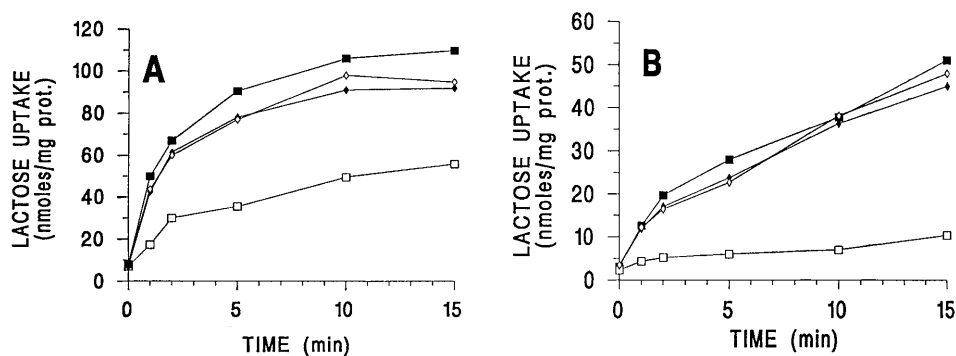 A
LACTOSE UPTAKE
(nmoles/mg prot.)
120
100
80
60
40
20
0
0
5
10
15
TIME (min)
B
LACTOSE UPTAKE
(nmoles/mg prot.)
60
50
40
30
20
10
0
0
5
10
15
TIME (min)